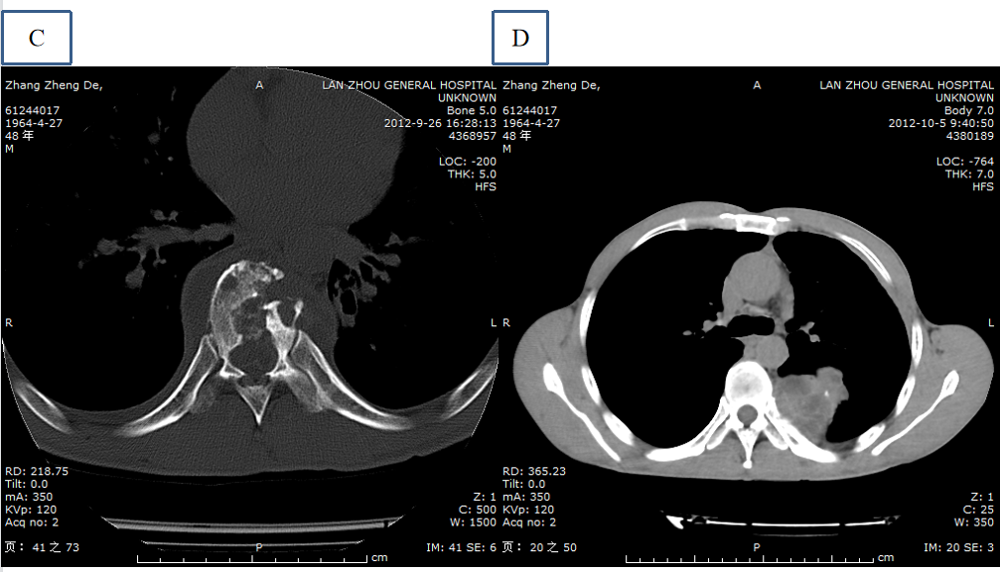 C
Zhang Zheng De,
61244017
1964-4-27
48 年
M
A
LAN ZHOU GENERAL HOSPITAL
UNKNOWN
Bone 5.0
2012-9-26 16:28:13
4368957
LOC: -200
THK: 5.0
HFS
R
L
RD: 218.75
Tilt: 0.0
mA: 350
KVp: 120
Acq no: 2
页: 41 之 73
P
cm
Z: 1
C: 500
W: 1500
IM: 41 SE: 6
D
Zhang Zheng De,
61244017
1964-4-27
48 年
M
A
LAN ZHOU GENERAL HOSPITAL
UNKNOWN
Body 7.0
2012-10-5 9:40:50
4380189
LOC: -764
THK: 7.0
HFS
R
L
RD: 365.23
Tilt: 0.0
mA: 350
KVp: 120
Acq no: 2
页: 20 之 50
P
cm
Z: 1
C: 25
W: 350
IM: 20 SE: 3